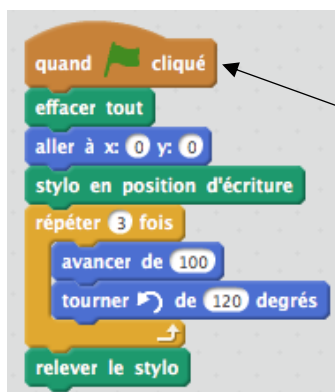 quand cliqué
effacer tout
aller à x: 0 y: 0
stylo en position d'écriture
répéter 3 fois
avancer de 100
tourner de 120 degrés
relever le stylo